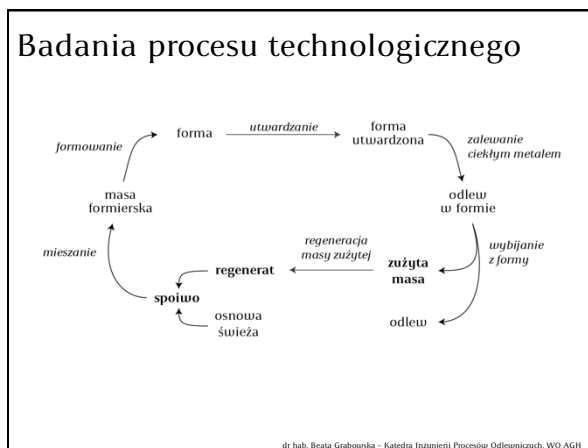 Badania procesu technologicznego
formowanie
forma
utwardzanie
forma
utwardzona
zalewanie
ciekłym metalem
masa
formierska
odlew
w formie
mieszanie
regeneracja
masy zużytej
wybijanie
z formy
regenerat
zużyta
masa
spoiwo
osnowa
świeża
odlew
dr hab. Beata Grabowska – Katedra Inżynierii Procesów Odlewniczych, WO AGH